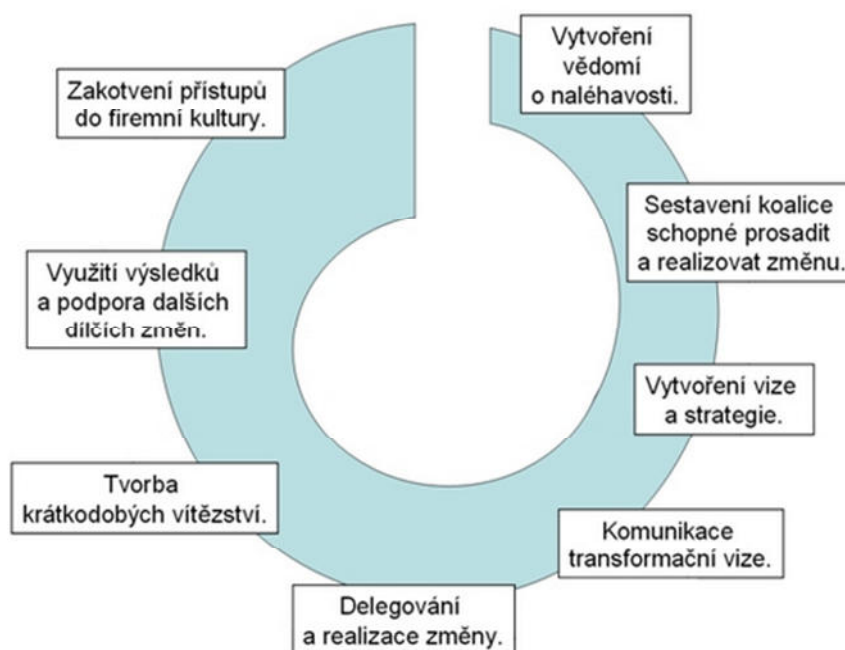 Vytvoření
vědomí
o naléhavosti.
Sestavení koalice
schopné prosadit
a realizovat změnu.
Vytvoření vize
a strategie.
Komunikace
transformační vize.
Delegování
a realizace změny.
Tvorba
krátkodobých vítězství.
Využití výsledků
a podpora dalších
dílčích změn.
Zakotvení přístupů
do firemní kultury.